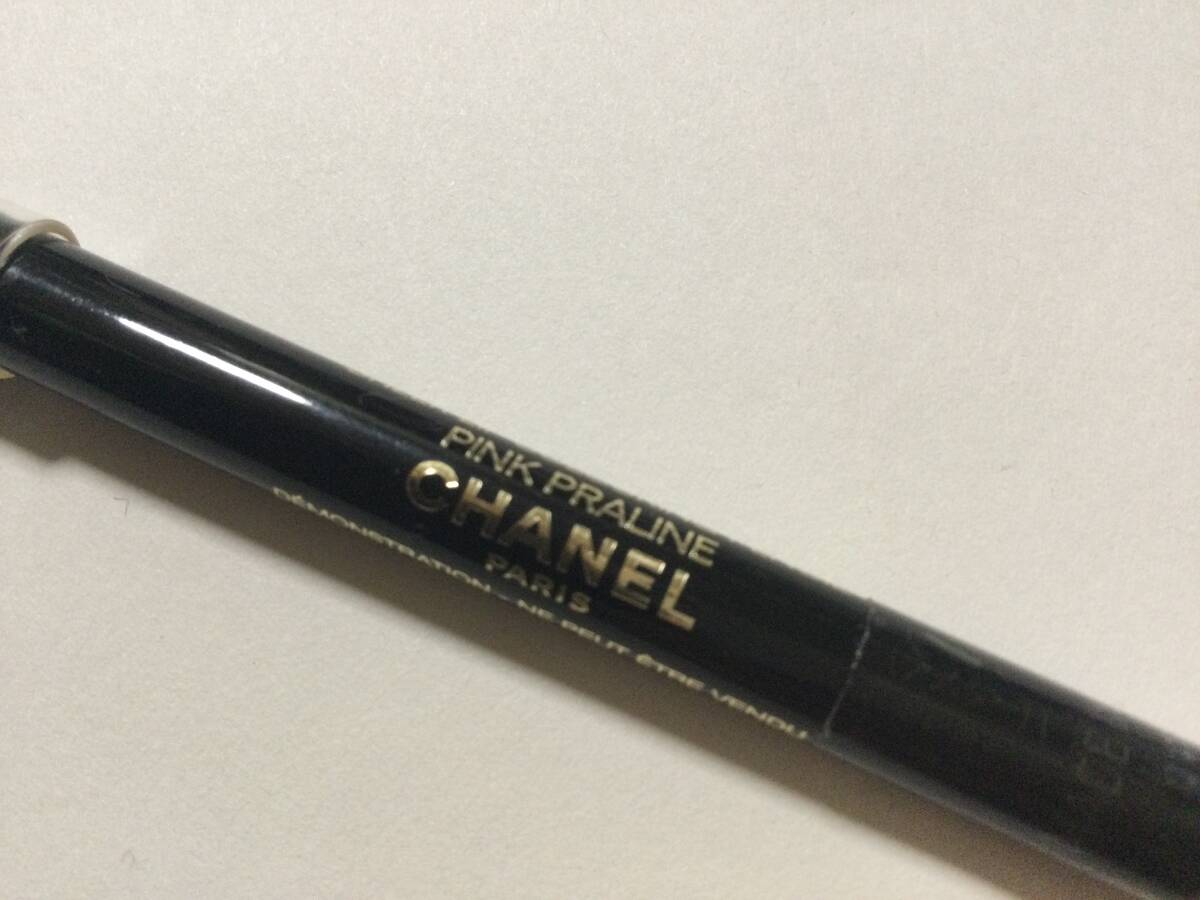 PINK PRALINE
CHANEL
PARIS
DÉMONSTRATION - NE PEUT ÊTRE VENDU